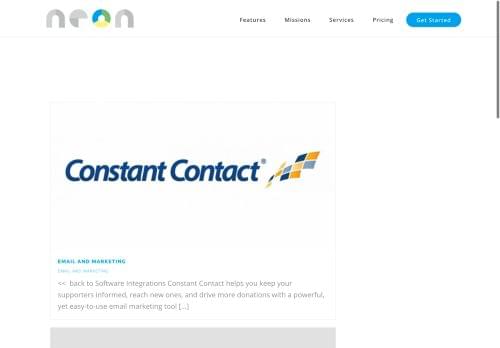 neon
Features Missions Services Pricing Get Started
Constant Contact®
EMAIL AND MARKETING
EMAIL AND MARKETING
<< back to Software Integrations Constant Contact helps you keep your
supporters informed, reach new ones, and drive more donations with a powerful,
yet easy-to-use email marketing tool [...]